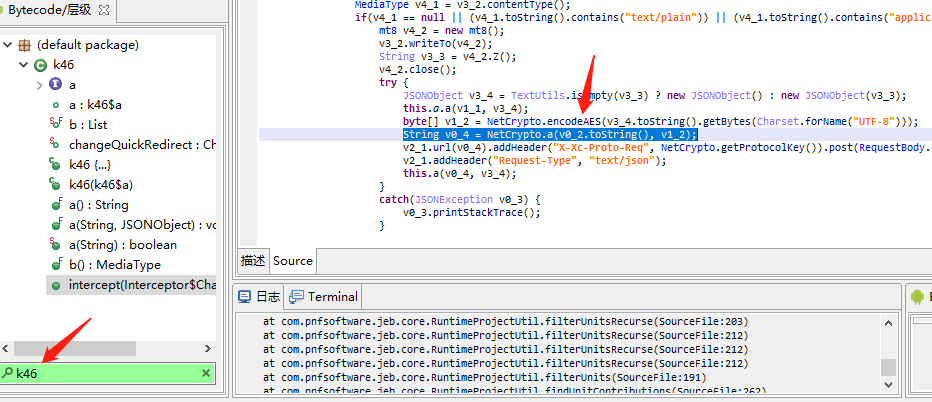 Bytecode/层级
(default package)
k46
a
a : k46$a
b : List
changeQuickRedirect : Ch
k46 {...}
k46(k46$a)
a() : String
a(String, JSONObject) : vo
a(String) : boolean
b() : MediaType
intercept(Interceptor$Cha
k46
MediaType v4_1 = v3_2.contentType();
if(v4_1 == null || (v4_1.toString().contains("text/plain")) || (v4_1.toString().contains("applica
mt8 v4_2 = new mt8();
v3_2.writeTo(v4_2);
String v3_3 = v4_2.Z();
v4_2.close();
try {
JSONObject v3_4 = TextUtils.isEmpty(v3_3) ? new JSONObject() : new JSONObject(v3_3);
this.a.a(v1_1, v3_4);
byte[] v1_2 = NetCrypto.encodeAES(v3_4.toString().getBytes(Charset.forName("UTF-8")));
String v0_4 = NetCrypto.a(v0_2.toString(), v1_2);
v2_1.url(v0_4).addHeader("X-Xc-Proto-Req", NetCrypto.getProtocolKey()).post(RequestBody.
v2_1.addHeader("Request-Type", "text/json");
this.a(v0_4, v3_4);
}
catch(JSONException v0_3) {
v0_3.printStackTrace();
}
描述 Source
日志 Terminal
at com.pnfsoftware.jeb.core.RuntimeProjectUtil.filterUnitsRecurse(SourceFile:203)
at com.pnfsoftware.jeb.core.RuntimeProjectUtil.filterUnitsRecurse(SourceFile:212)
at com.pnfsoftware.jeb.core.RuntimeProjectUtil.filterUnitsRecurse(SourceFile:212)
at com.pnfsoftware.jeb.core.RuntimeProjectUtil.filterUnitsRecurse(SourceFile:212)
at com.pnfsoftware.jeb.core.RuntimeProjectUtil.filterUnits(SourceFile:191)
at com.pnfsoftware.jeb.core.RuntimeProjectUtil.findUnitContributions(SourceFile:262)